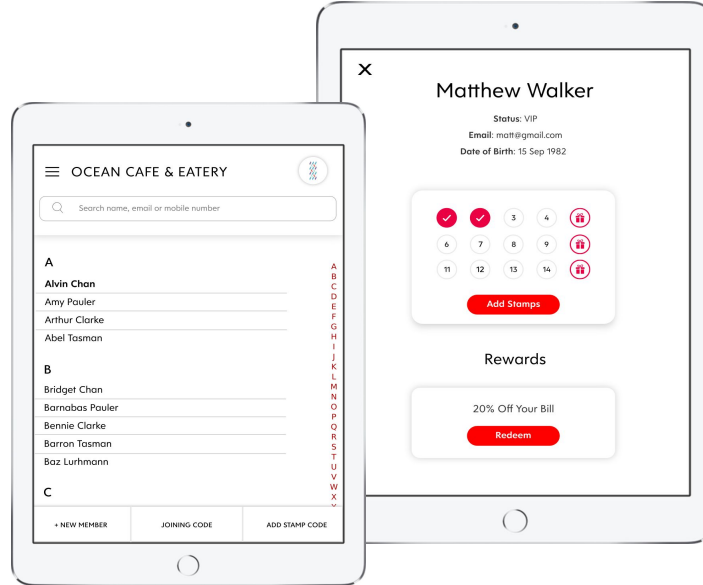 OCEAN CAFE & EATERY
Search name, email or mobile number
A
Alvin Chan
Amy Pauler
Arthur Clarke
Abel Tasman
B
Bridget Chan
Barnabas Pauler
Bennie Clarke
Barron Tasman
Baz Lurhmann
C
A
B
C
D
E
F
G
H
I
J
K
L
M
N
O
P
Q
R
S
T
U
V
W
X
+ NEW MEMBER
JOINING CODE
ADD STAMP CODE
X
Matthew Walker
Status: VIP
Email: matt@gmail.com
Date of Birth: 15 Sep 1982
3 4
6 7 8 9
11 12 13 14
Add Stamps
Rewards
20% Off Your Bill
Redeem